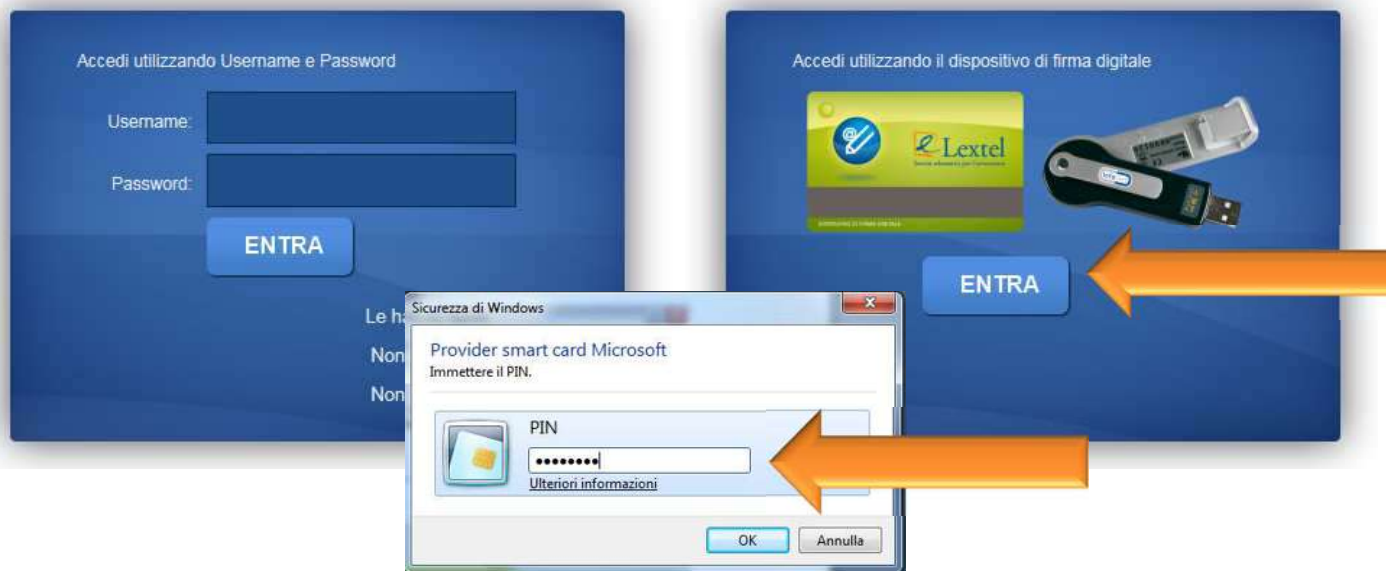 Accedi utilizzando Username e Password
Username:
Password:
ENTRA
Le
Non
Non
Accedi utilizzando il dispositivo di firma digitale
Lextel
ENTRA
Sicurezza di Windows
Provider smart card Microsoft
Immettere il PIN.
PIN
••••••••
Ulteriori informazioni
OK
Annulla